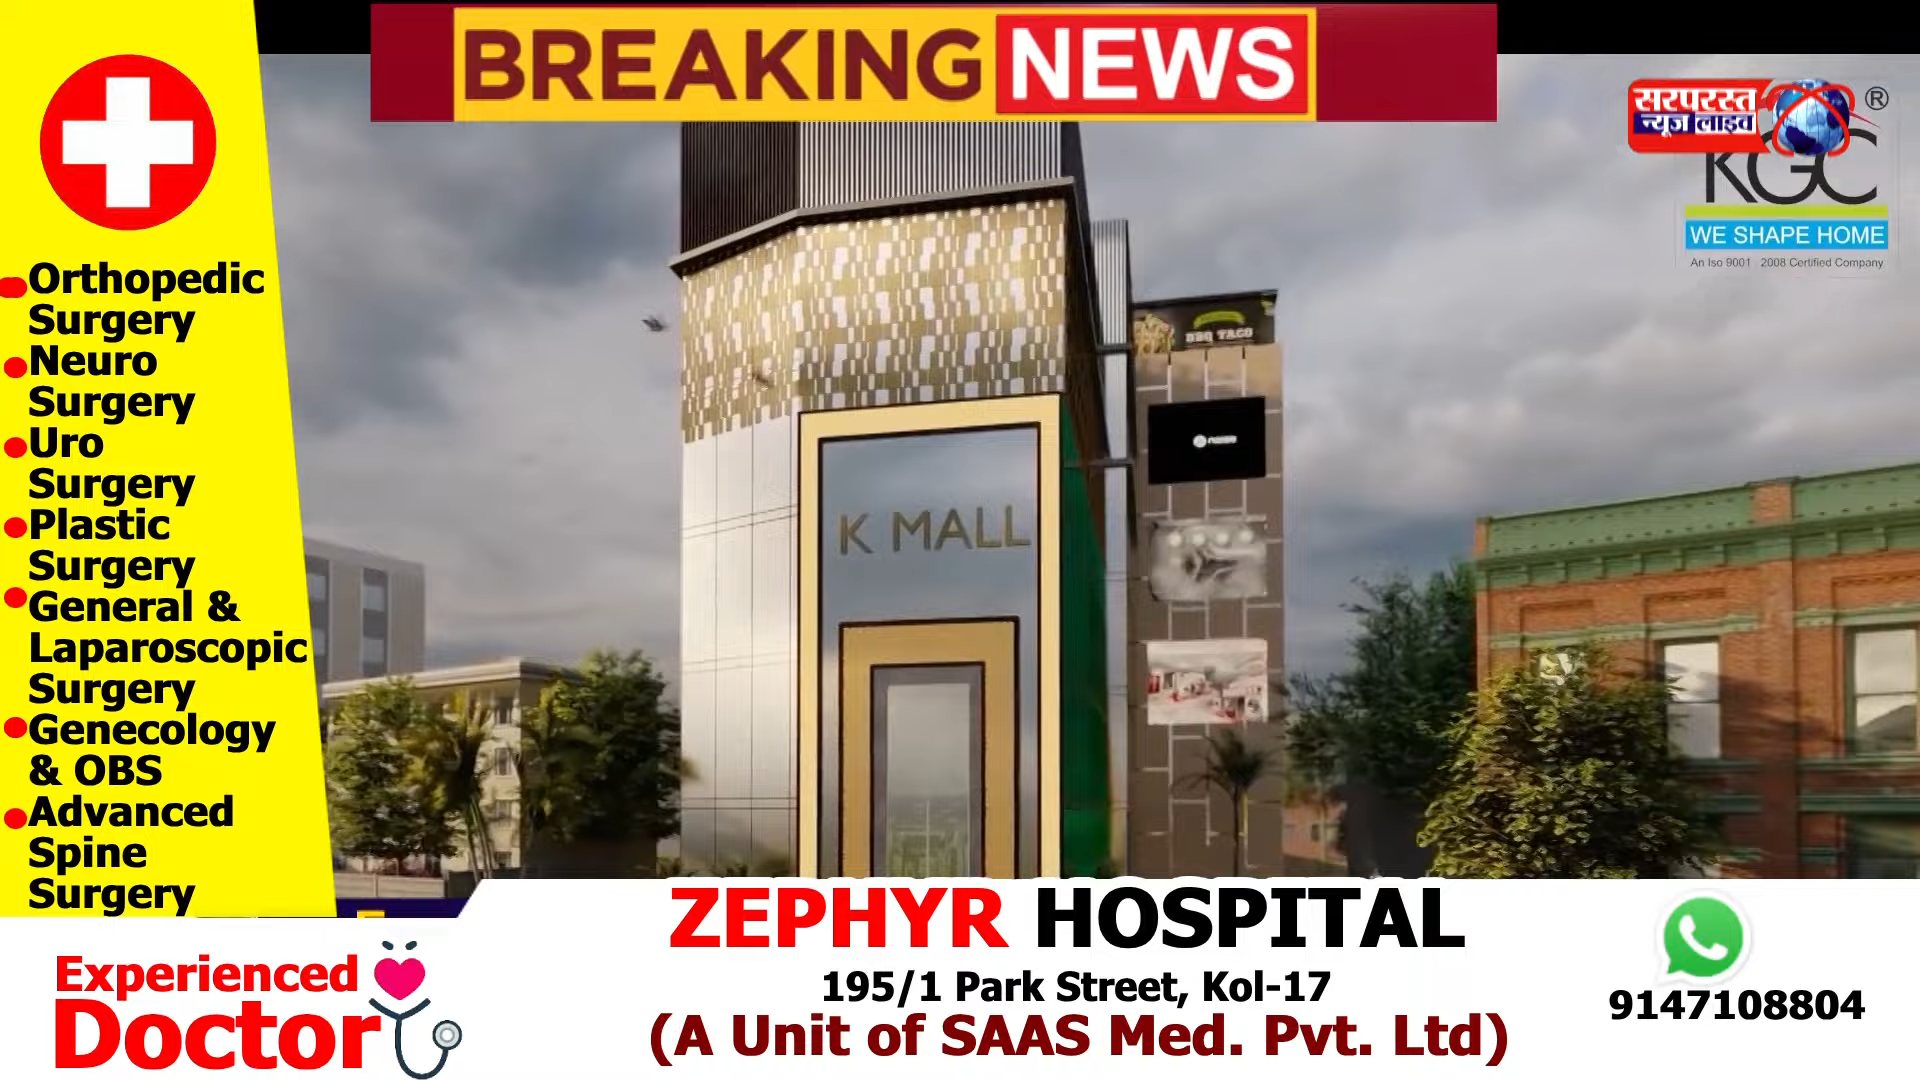 BREAKING NEWS
सरपरस्त
न्यूज लाइव
®
KGC
WE SHAPE HOME
An Iso 9001 : 2008 Certified Company
Orthopedic
Surgery
Neuro
Surgery
Uro
Surgery
Plastic
Surgery
General &
Laparoscopic
Surgery
Genecology
& OBS
Advanced
Spine
Surgery
BBQ TACO
K MALL
Experienced
Doctor
ZEPHYR HOSPITAL
195/1 Park Street, Kol-17
(A Unit of SAAS Med. Pvt. Ltd)
9147108804